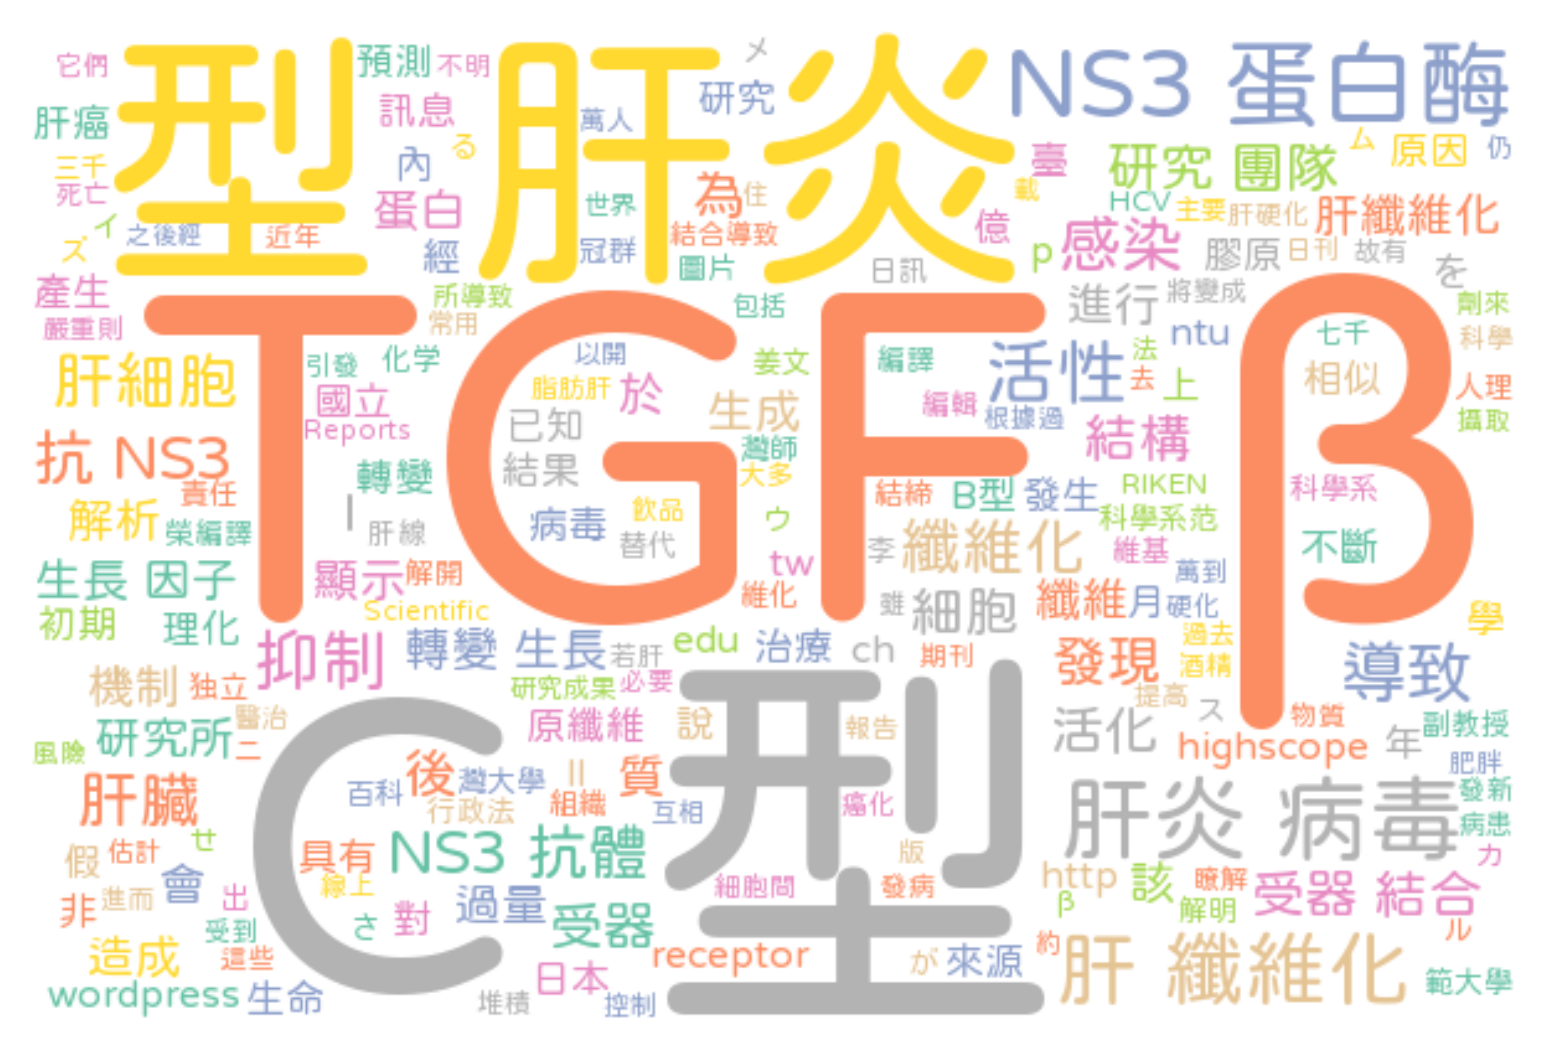 它們
型 肝炎
預測
不明
メ
研究
NS3 蛋白酶
肝癌
訊息
萬人
ム
原因
仍
三千
内
る
臺
研究 團隊
死亡
蛋白
世界
為
住
載
HCV
主要
肝硬化
肝纖維化
イ
ズ
之後經
近年
經
冠群
結合導致
億
p
感染
膠原
日刊
故有
を
圖片
日訊
產生
所導致
包括
進行
將變成
劑來
嚴重則
常用
TGF β
ntu
七千
科學
肝細胞
引發
化学
以開
姜文
編譯
活性
法
去
上
相似
人理
國立
脂肪肝
於
生成
編輯
根據過
攝取
Reports
已知
灣師
結構
抗 NS3
轉變
結果
大多
責任
結締
B型
發生
RIKEN
科學系
解析
榮編譯
肝線
病毒
飲品
ウ
科學系范
不斷
替代
tw
李
纖維化
維基
生長 因子
顯示
解開
維化
萬到
初期
理化
Scientific
雖
細胞
纖維
月
硬化
學
抑制
轉變 生長
若肝
edu
治療
ch
期刊
發現
過去
酒精
導致
機制
独立
研究成果
必要
C 型
提高
醫治
研究所
二
原纖維
說
報告
活化
ス
物質
副教授
風險
highscope
年
肥胖
肝臟
百科
後
灣大學
質
肝炎 病毒
發新
行政法
組織
互相
癌化
病患
せ
假
估計
具有
NS3 抗體
版
カ
會
線上
細胞間
發病
http
該
瞭解
受器 結合
非
進而
出
過量
β
解明
受到
さ
對
受器
ル
造成
這些
receptor
が
來源
約
肝 纖維化
wordpress
生命
日本
範大學
堆積
控制